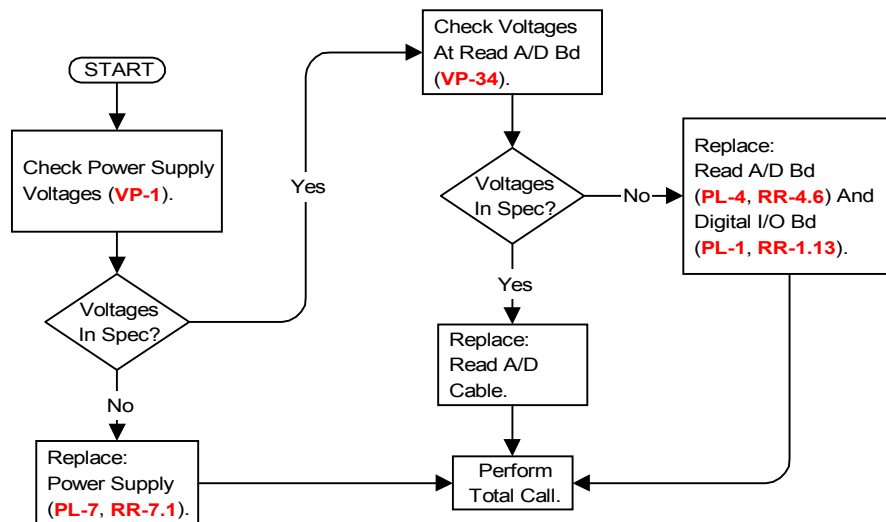 START
Check Power Supply
Voltages (VP-1).
Voltages
In Spec?
Yes
No
Replace:
Power Supply
(PL-7, RR-7.1).
Check Voltages
At Read A/D Bd
(VP-34).
Voltages
In Spec?
No
Yes
Replace:
Read A/D Bd
(PL-4, RR-4.6) And
Digital I/O Bd
(PL-1, RR-1.13).
Replace:
Read A/D
Cable.
Perform
Total Call.